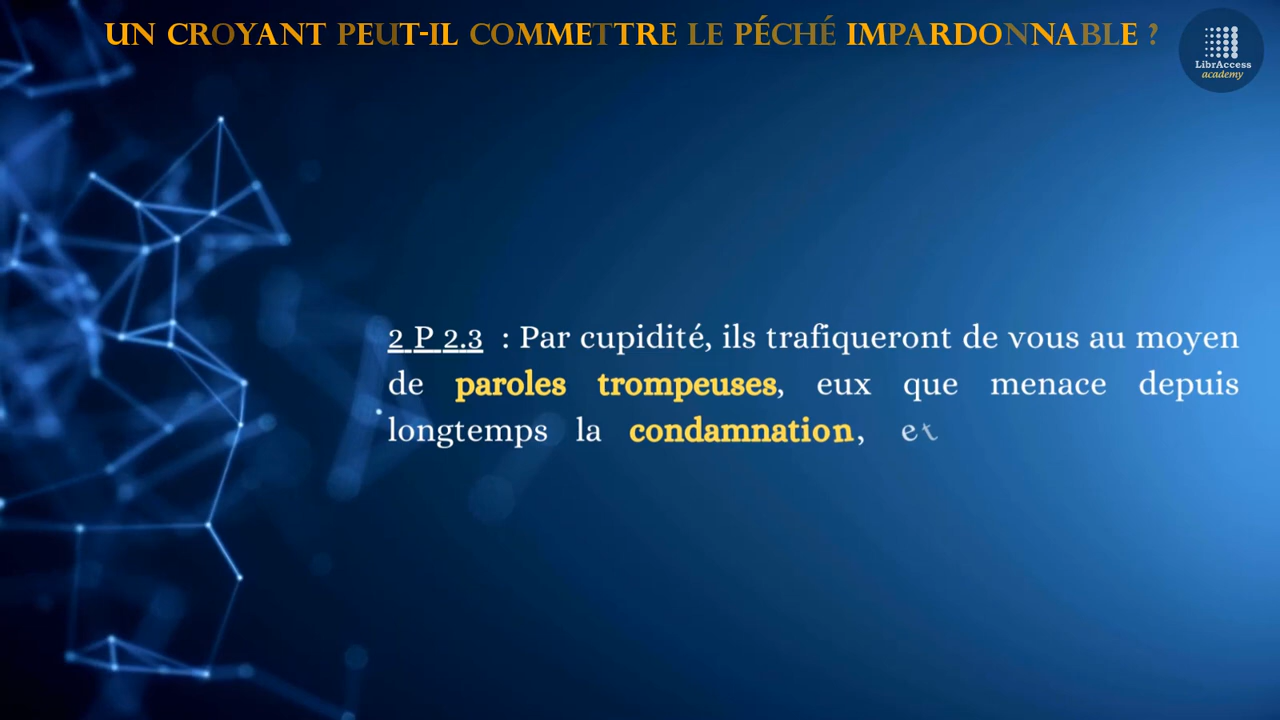 UN CROYANT PEUT-IL COMMETTRE LE PÉCHÉ IMPARDONNABLE ?
LibrAccess
academy
2 P 2.3 : Par cupidité, ils trafiqueront de vous au moyen
de paroles trompeuses, eux que menace depuis
longtemps la condamnation, et